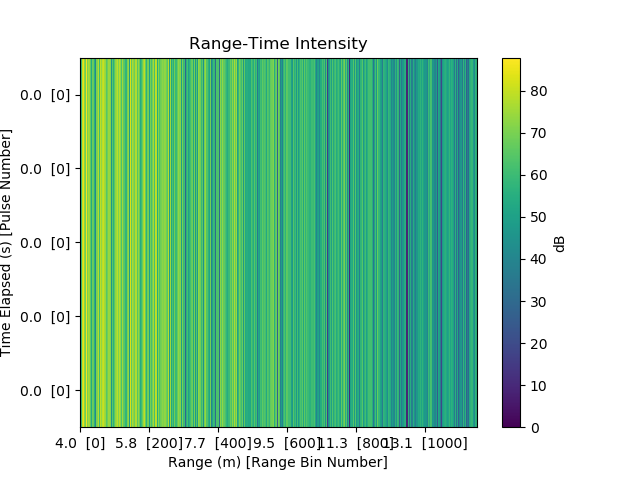 Range-Time Intensity
0.0 [0]
0.0 [0]
0.0 [0]
0.0 [0]
0.0 [0]
Time Elapsed (s) [Pulse Number]
4.0 [0] 5.8 [200] 7.7 [400] 9.5 [600] 11.3 [800] 13.1 [1000]
Range (m) [Range Bin Number]
80
70
60
50
40
30
20
10
0
dB